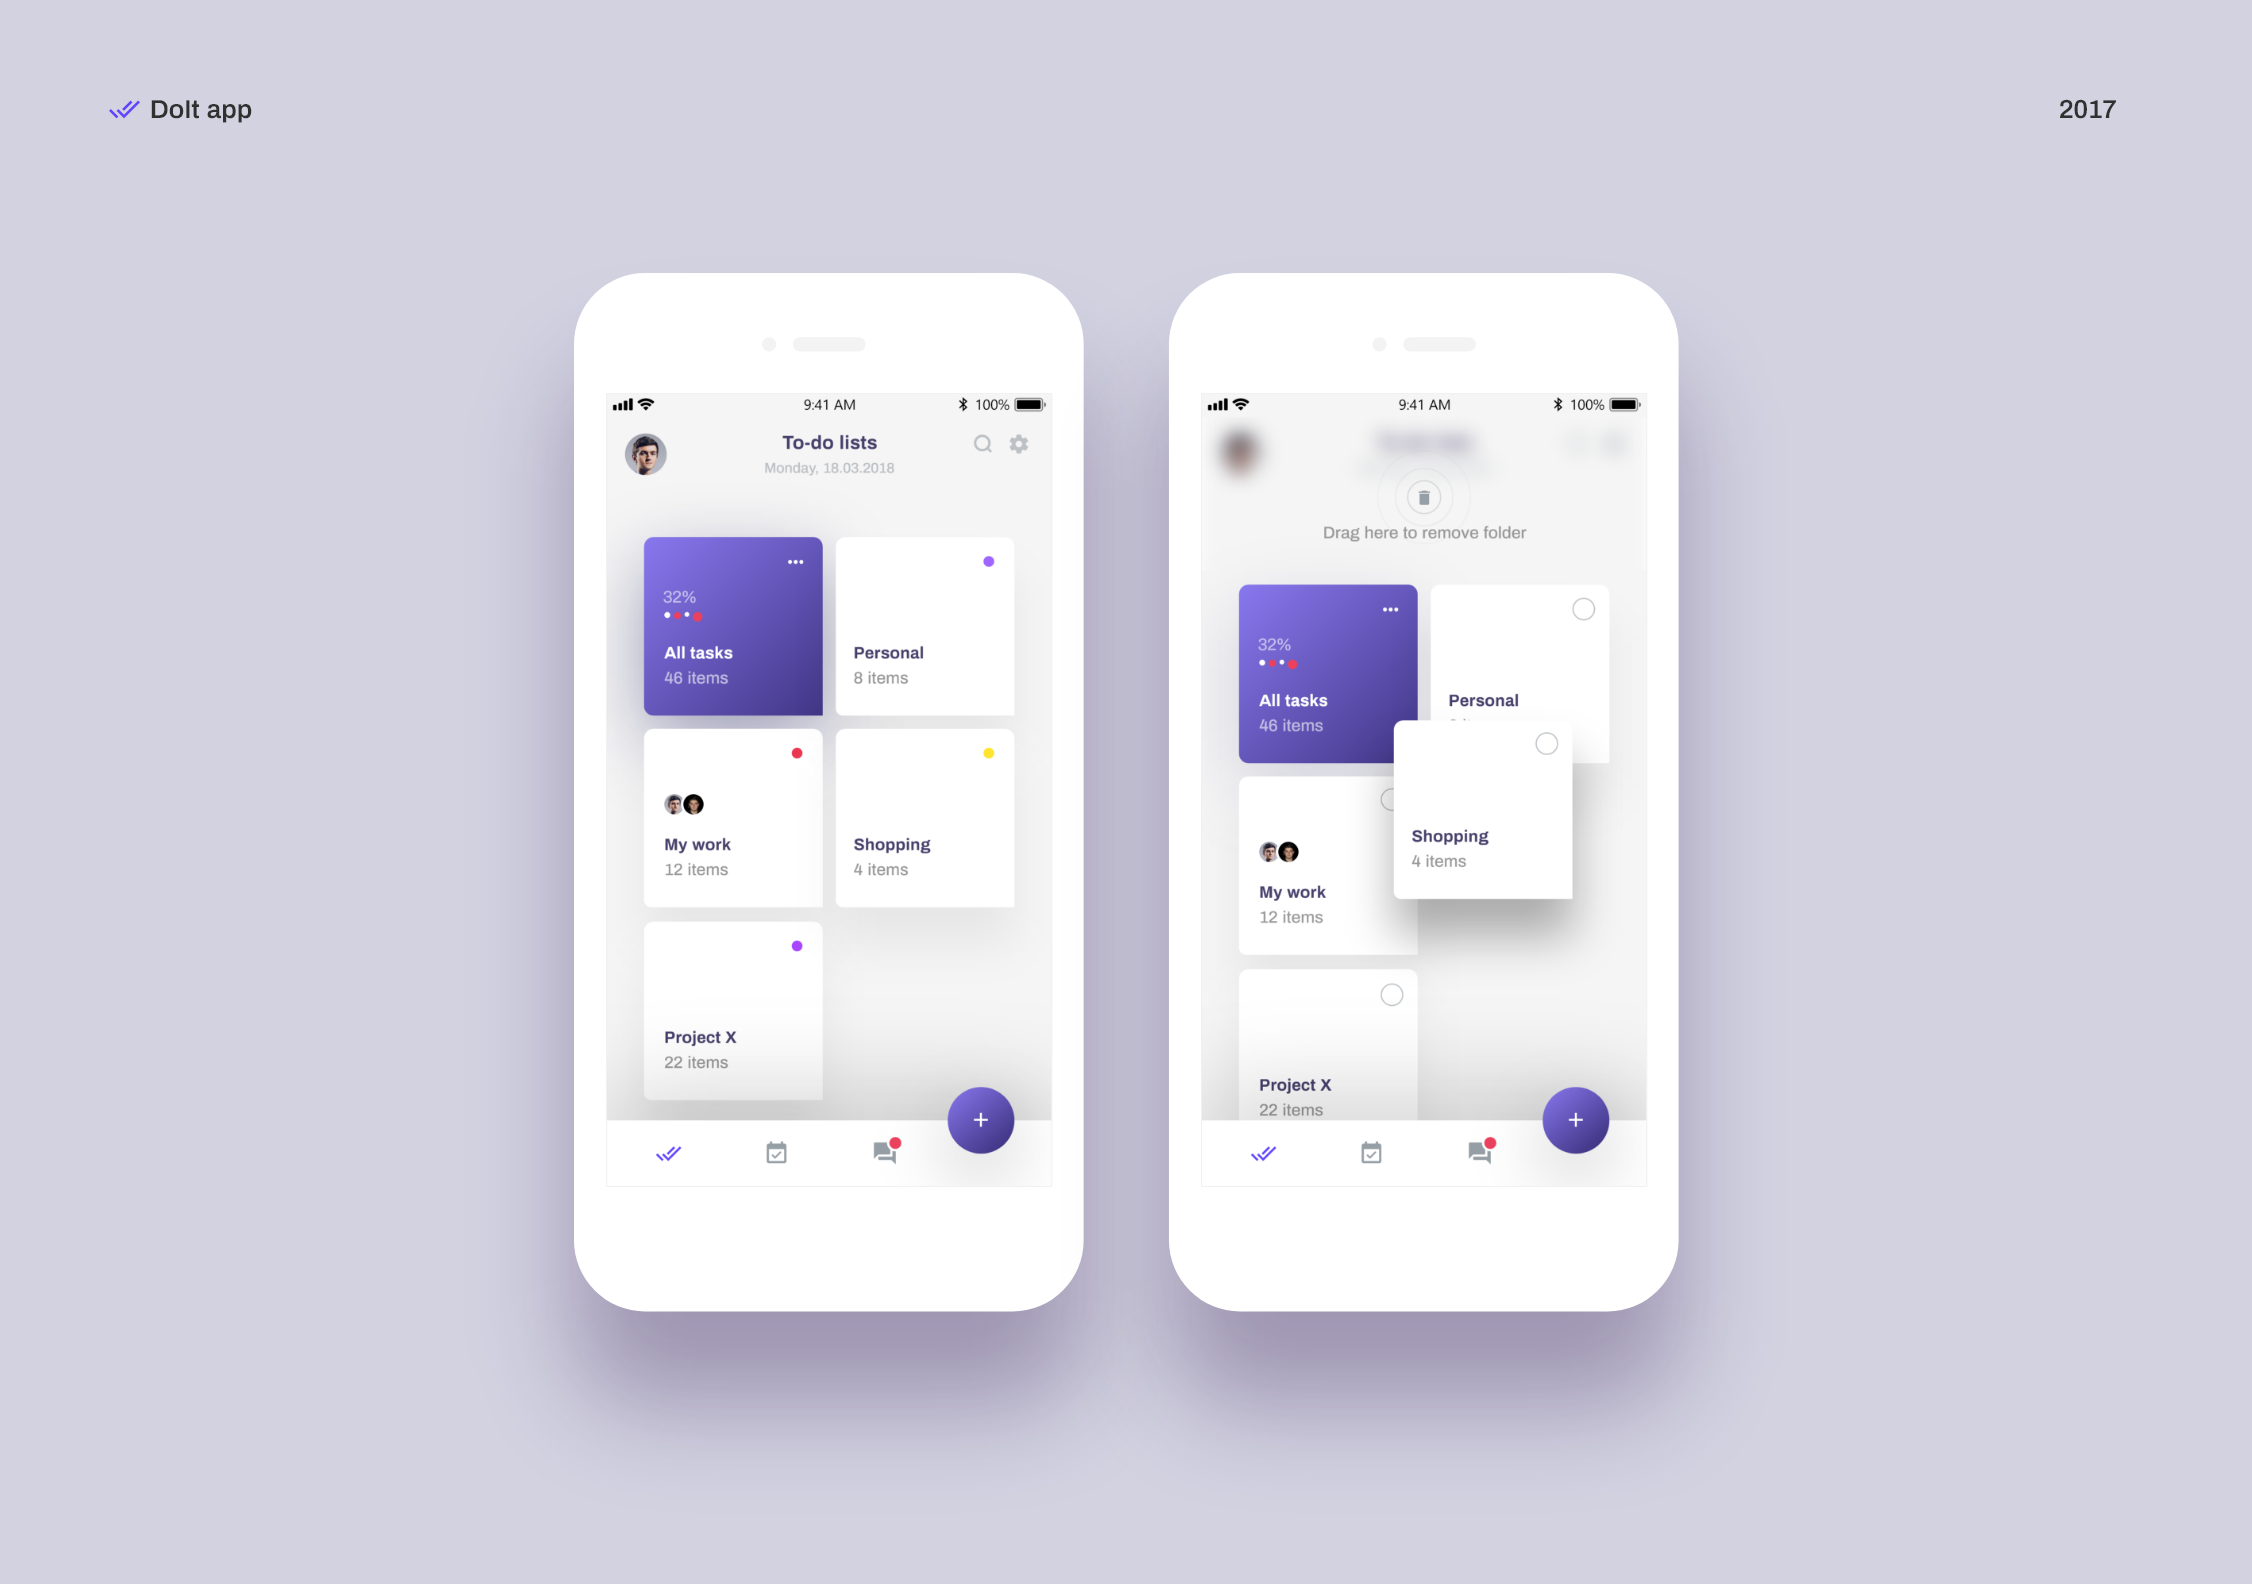 DoIt app
2017
9:41 AM
100%
To-do lists
Monday, 18.03.2018
32%
All tasks
46 items
Personal
8 items
My work
12 items
Shopping
4 items
Project X
22 items
9:41 AM
100%
Drag here to remove folder
32%
All tasks
46 items
Personal
Shopping
4 items
My work
12 items
Project X
22 items